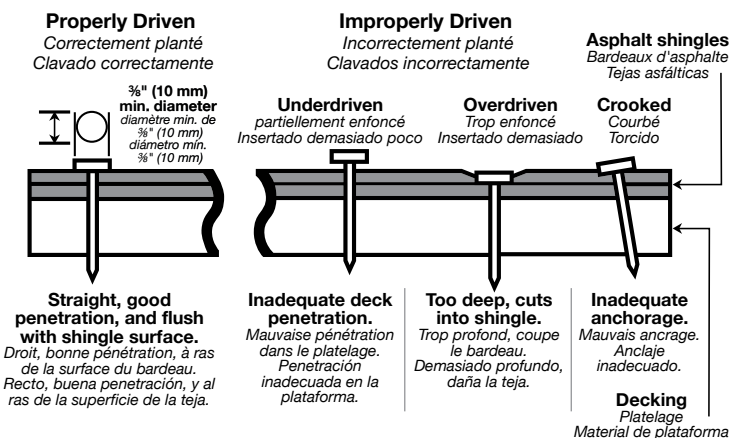 Properly Driven
Correctement planté
Clavado correctamente
⅜" (10 mm)
min. diameter
diamètre min. de
⅜" (10 mm)
diámetro mín.
⅜" (10 mm)
Straight, good
penetration, and flush
with shingle surface.
Droit, bonne pénétration, à ras
de la surface du bardeau.
Recto, buena penetración, y al
ras de la superficie de la teja.
Improperly Driven
Incorrectement planté
Clavados incorrectamente
Underdriven
partiellement enfoncé
Insertado demasiado poco
Overdriven
Trop enfoncé
Insertado demasiado
Crooked
Courbé
Torcido
Asphalt shingles
Bardeaux d'asphalte
Tejas asfálticas
Inadequate deck
penetration.
Mauvaise pénétration
dans le platelage.
Penetración
inadecuada en la
plataforma.
Too deep, cuts
into shingle.
Trop profond, coupe
le bardeau.
Demasiado profundo,
daña la teja.
Inadequate
anchorage.
Mauvais ancrage.
Anclaje
inadecuado.
Decking
Platelage
Material de plataforma